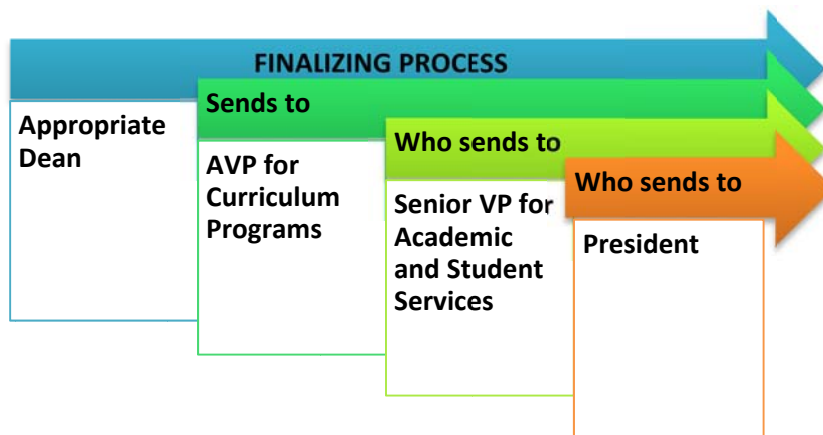 FINALIZING PROCESS
Appropriate
Dean
Sends to
AVP for
Curriculum
Programs
Who sends to
Senior VP for
Academic
and Student
Services
Who sends to
President